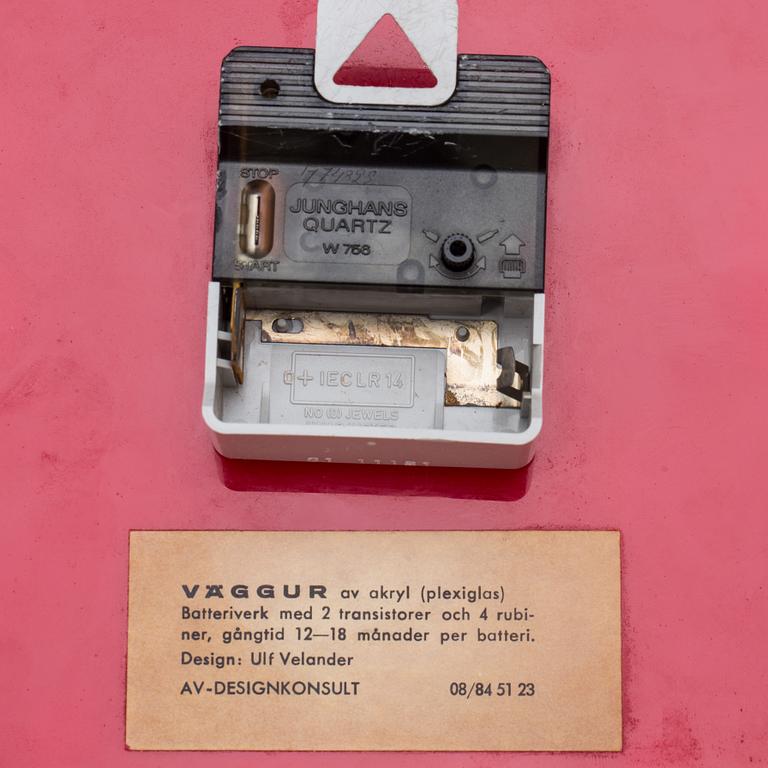 STOP
JUNGHANS
QUARTZ
W 758
START
+ IEC LR 14
NO (0) JEWELS
VÄGGUR av akryl (plexiglas)
Batteriverk med 2 transistorer och 4 rubi-
ner, gångtid 12—18 månader per batteri.
Design: Ulf Velander
AV-DESIGNKONSULT 08/84 51 23